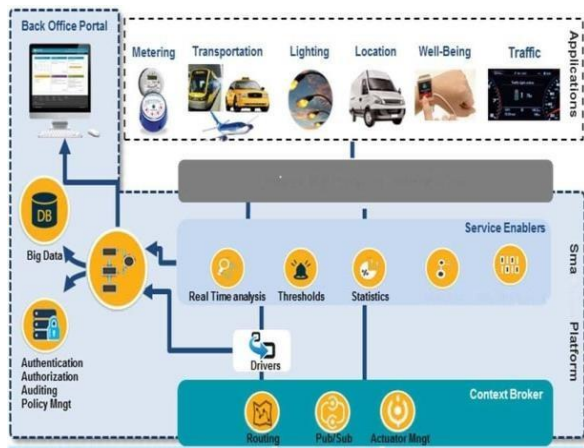 Back Office Portal
Metering
Transportation
Lighting
Location
Well-Being
Traffic
Applications
DB
Big Data
Service Enablers
Real Time analysis
Thresholds
Statistics
Sma
Platform
Authentication
Authorization
Auditing
Policy Mngt
Drivers
Context Broker
Routing
Pub/Sub
Actuator Mngt